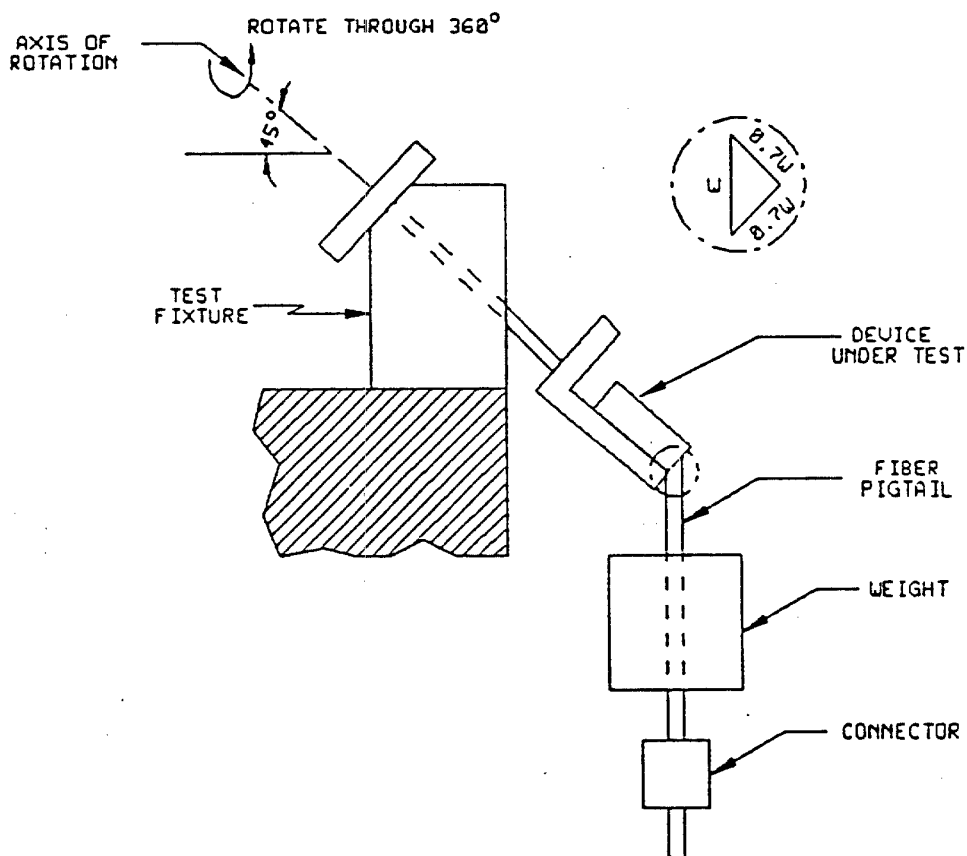 ROTATE THROUGH 360°
AXIS OF
ROTATION
45°
0.7W
W
0.7W
TEST
FIXTURE
DEVICE
UNDER TEST
FIBER
PIGTAIL
WEIGHT
CONNECTOR